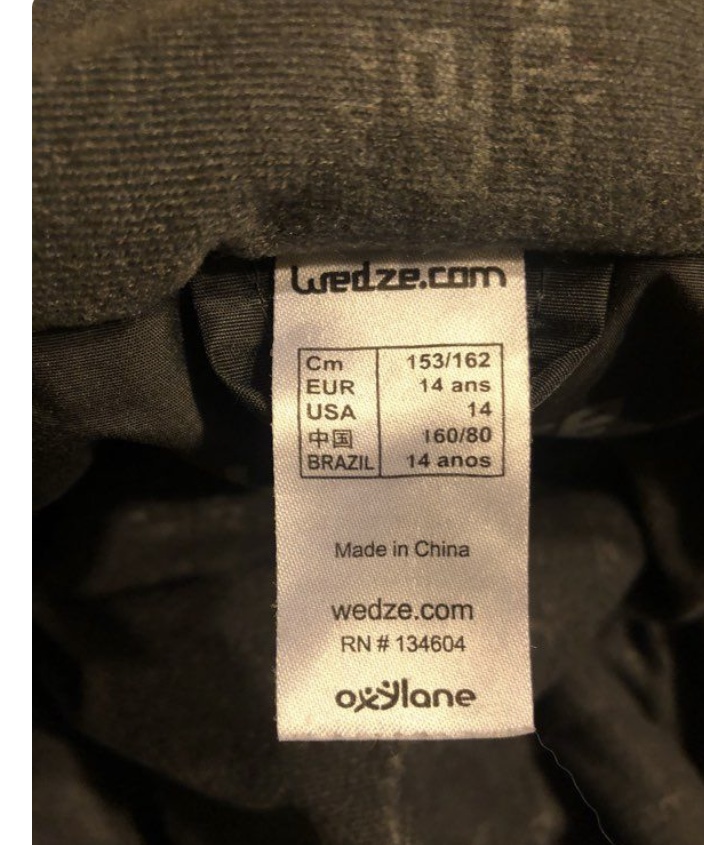 wedze.com
Cm 153/162
EUR 14 ans
USA 14
中国 160/80
BRAZIL 14 anos
Made in China
wedze.com
RN # 134604
oxylane